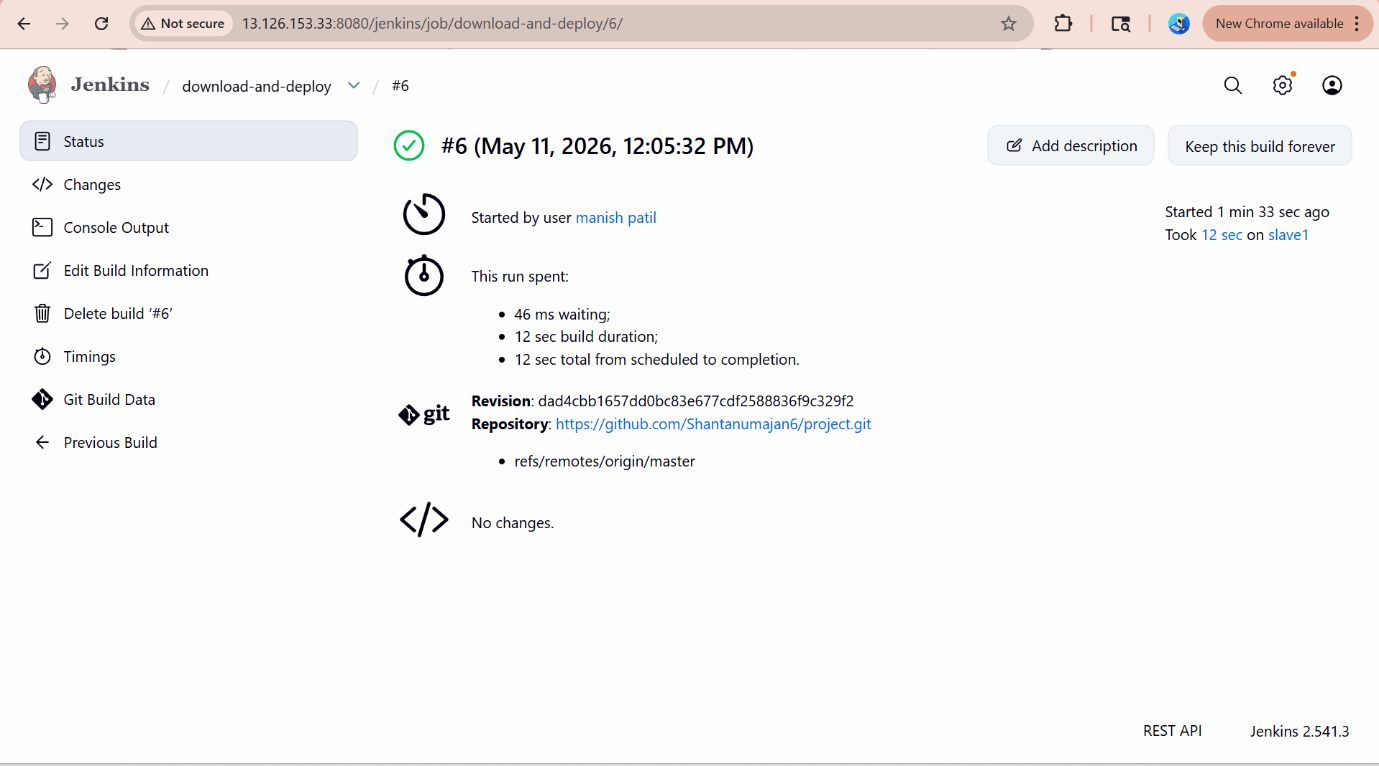 Not secure 13.126.153.33:8080/jenkins/job/download-and-deploy/6/ New Chrome available
Jenkins / download-and-deploy / #6
Status
Changes
Console Output
Edit Build Information
Delete build ‘#6’
Timings
Git Build Data
Previous Build
#6 (May 11, 2026, 12:05:32 PM)
Add description
Keep this build forever
Started by user manish patil
Started 1 min 33 sec ago
Took 12 sec on slave1
This run spent:
• 46 ms waiting;
• 12 sec build duration;
• 12 sec total from scheduled to completion.
git
Revision: dad4cbb1657dd0bc83e677cdf2588836f9c329f2
Repository: https://github.com/Shantanumajan6/project.git
• refs/remotes/origin/master
</> No changes.
REST API Jenkins 2.541.3